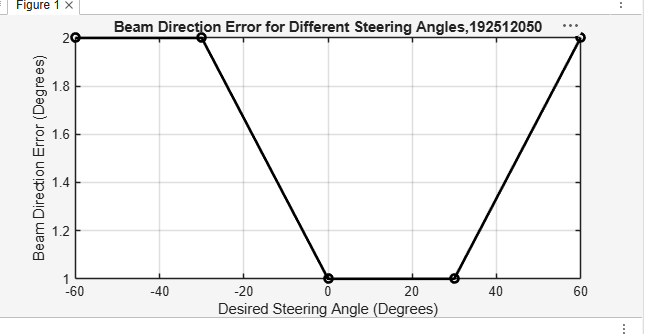 Figure 1 ×
Beam Direction Error for Different Steering Angles,192512050
Beam Direction Error (Degrees)
2
1.8
1.6
1.4
1.2
1
-60 -40 -20 0 20 40 60
Desired Steering Angle (Degrees)